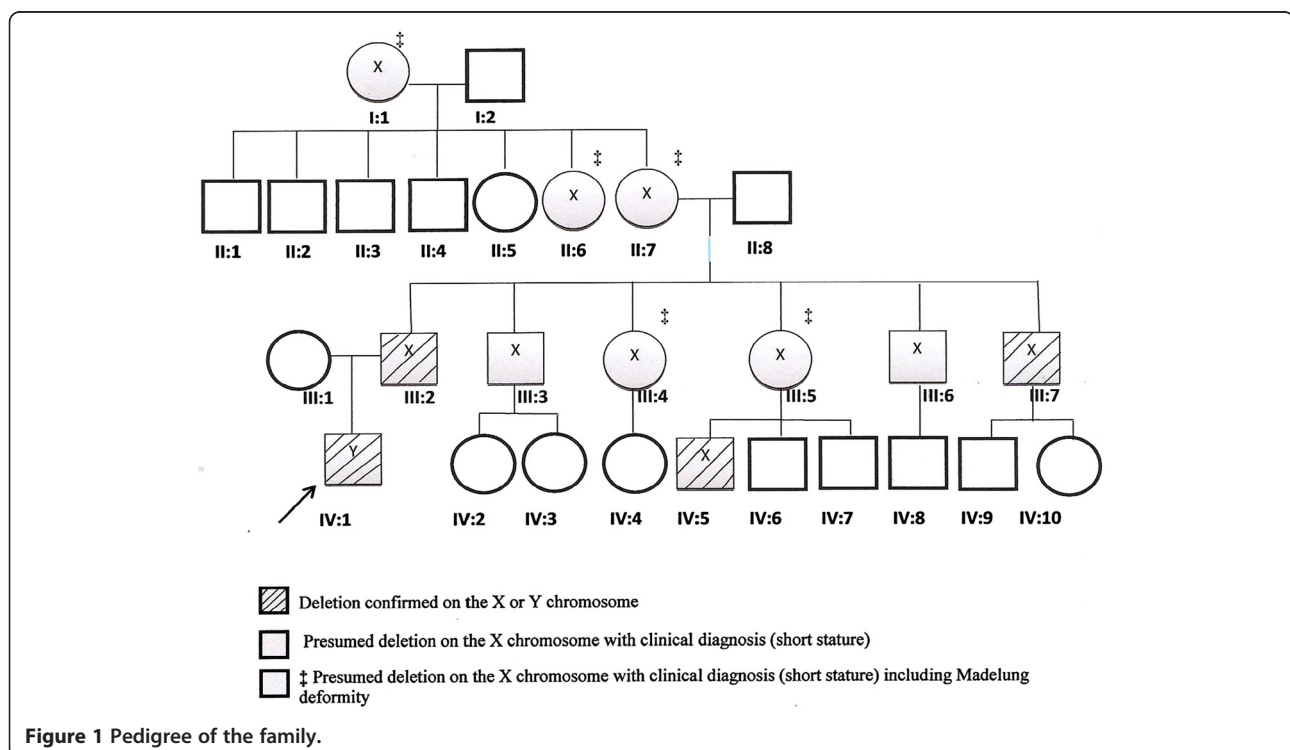 ‡
X
I:1 I:2
‡ ‡
X X
II:1 II:2 II:3 II:4 II:5 II:6 II:7 II:8
‡ ‡
X X X X X X
III:1 III:2 III:3 III:4 III:5 III:6 III:7
Y X
IV:1 IV:2 IV:3 IV:4 IV:5 IV:6 IV:7 IV:8 IV:9 IV:10
Deletion confirmed on the X or Y chromosome
Presumed deletion on the X chromosome with clinical diagnosis (short stature)
‡ Presumed deletion on the X chromosome with clinical diagnosis (short stature) including Madelung
deformity
Figure 1 Pedigree of the family.